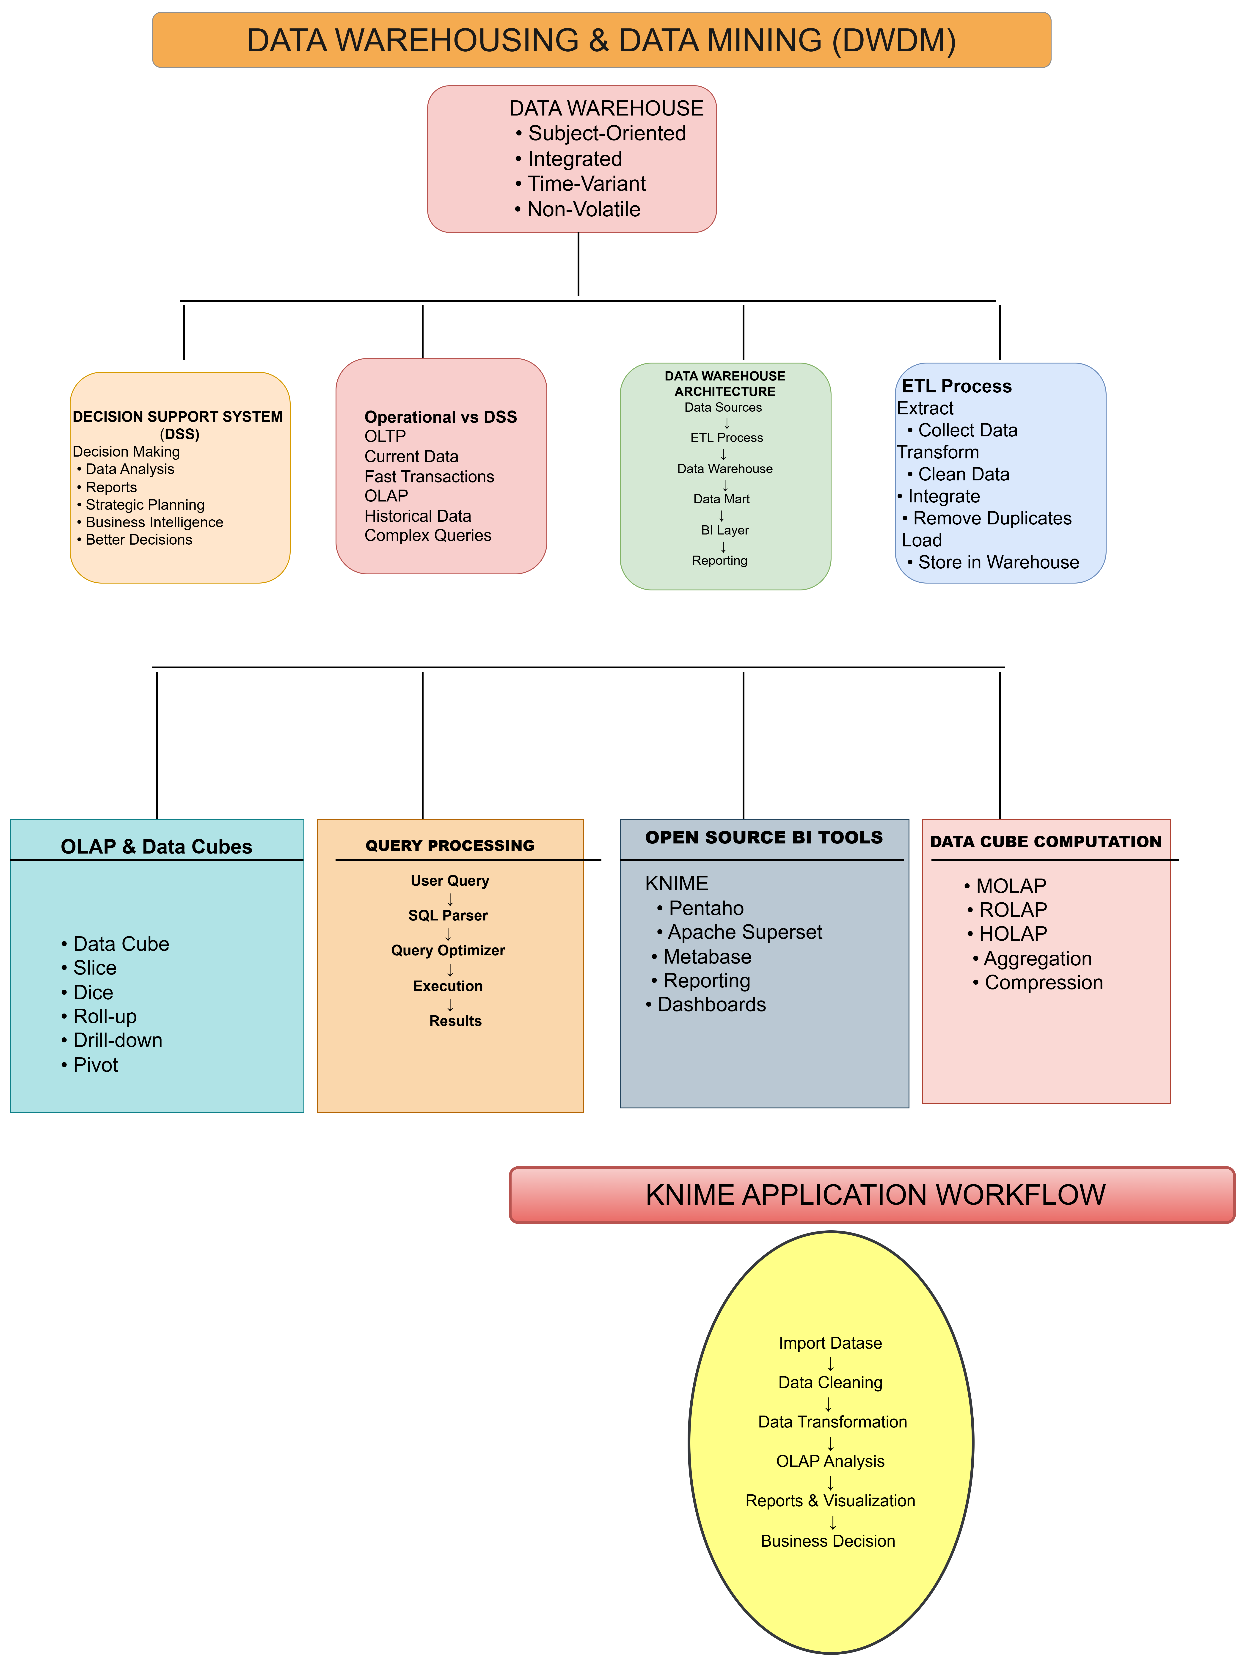 DATA WAREHOUSING & DATA MINING (DWDM)
DATA WAREHOUSE
• Subject-Oriented
• Integrated
• Time-Variant
• Non-Volatile
DECISION SUPPORT SYSTEM
(DSS)
Decision Making
• Data Analysis
• Reports
• Strategic Planning
• Business Intelligence
• Better Decisions
Operational vs DSS
OLTP
Current Data
Fast Transactions
OLAP
Historical Data
Complex Queries
DATA WAREHOUSE
ARCHITECTURE
Data Sources
↓
ETL Process
↓
Data Warehouse
↓
Data Mart
↓
BI Layer
↓
Reporting
ETL Process
Extract
• Collect Data
Transform
• Clean Data
• Integrate
• Remove Duplicates
Load
• Store in Warehouse
OLAP & Data Cubes
• Data Cube
• Slice
• Dice
• Roll-up
• Drill-down
• Pivot
QUERY PROCESSING
User Query
↓
SQL Parser
↓
Query Optimizer
↓
Execution
↓
Results
OPEN SOURCE BI TOOLS
KNIME
• Pentaho
• Apache Superset
• Metabase
• Reporting
• Dashboards
DATA CUBE COMPUTATION
• MOLAP
• ROLAP
• HOLAP
• Aggregation
• Compression
KNIME APPLICATION WORKFLOW
Import Datase
↓
Data Cleaning
↓
Data Transformation
↓
OLAP Analysis
↓
Reports & Visualization
↓
Business Decision